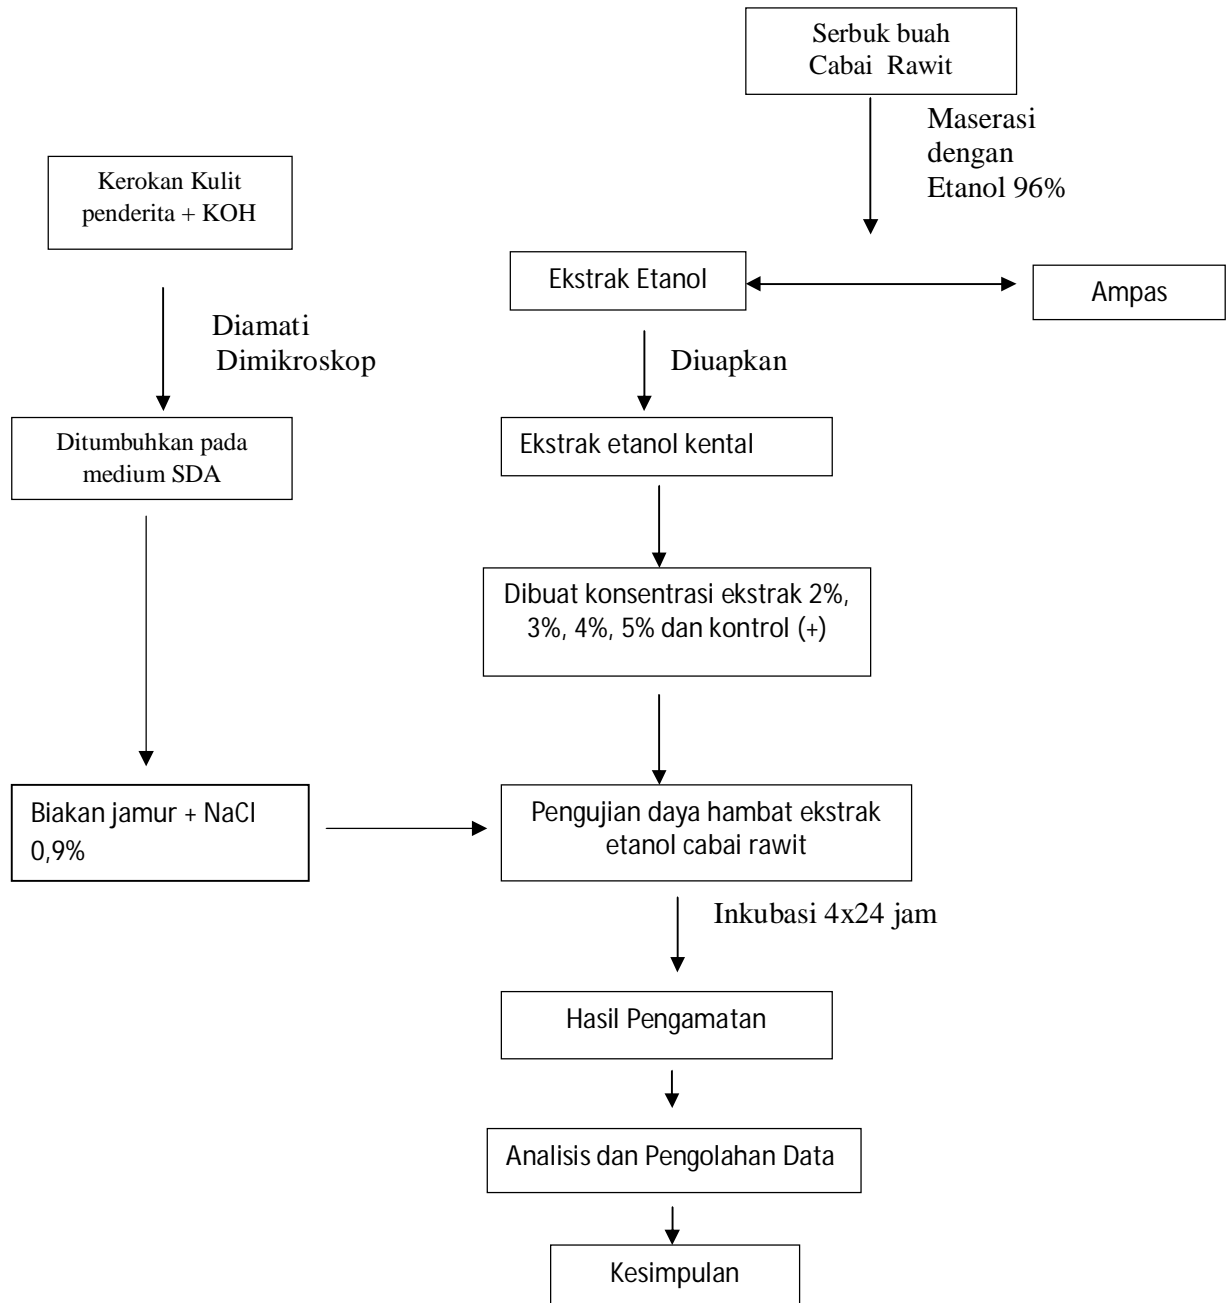 Serbuk buah
Cabai Rawit
Maserasi
dengan
Etanol 96%
Kerokan Kulit
penderita + KOH
Ekstrak Etanol
Ampas
Diamati
Dimikroskop
Diuapkan
Ditumbuhkan pada
medium SDA
Ekstrak etanol kental
Dibuat konsentrasi ekstrak 2%,
3%, 4%, 5% dan kontrol (+)
Biakan jamur + NaCl
0,9%
Pengujian daya hambat ekstrak
etanol cabai rawit
Inkubasi 4x24 jam
Hasil Pengamatan
Analisis dan Pengolahan Data
Kesimpulan